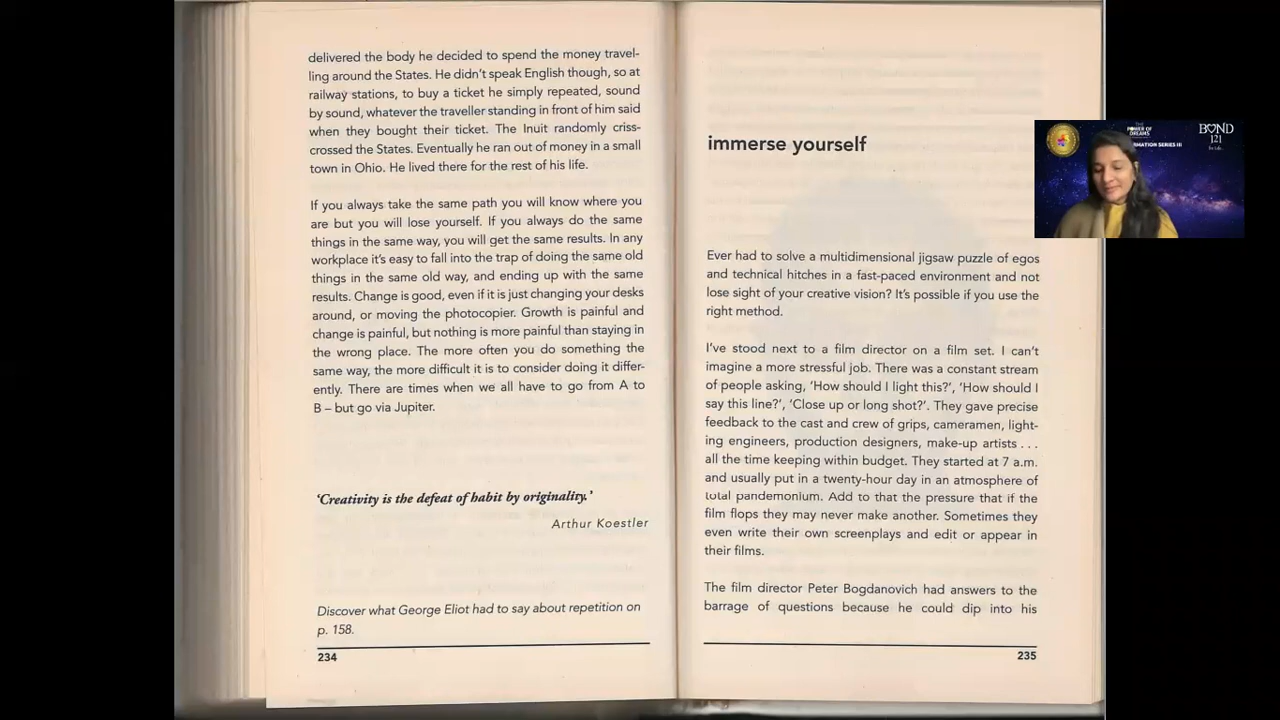 delivered the body he decided to spend the money travel-
ling around the States. He didn't speak English though, so at
railway stations, to buy a ticket he simply repeated, sound
by sound, whatever the traveller standing in front of him said
when they bought their ticket. The Inuit randomly criss-
crossed the States. Eventually he ran out of money in a small
town in Ohio. He lived there for the rest of his life.
If you always take the same path you will know where you
are but you will lose yourself. If you always do the same
things in the same way, you will get the same results. In any
workplace it's easy to fall into the trap of doing the same old
things in the same old way, and ending up with the same
results. Change is good, even if it is just changing your desks
around, or moving the photocopier. Growth is painful and
change is painful, but nothing is more painful than staying in
the wrong place. The more often you do something the
same way, the more difficult it is to consider doing it differ-
ently. There are times when we all have to go from A to
B – but go via Jupiter.
'Creativity is the defeat of habit by originality.'
Arthur Koestler
Discover what George Eliot had to say about repetition on
p. 158.
234
immerse yourself
Ever had to solve a multidimensional jigsaw puzzle of egos
and technical hitches in a fast-paced environment and not
lose sight of your creative vision? It's possible if you use the
right method.
I've stood next to a film director on a film set. I can't
imagine a more stressful job. There was a constant stream
of people asking, 'How should I light this?', 'How should I
say this line?', 'Close up or long shot?'. They gave precise
feedback to the cast and crew of grips, cameramen, light-
ing engineers, production designers, make-up artists . . .
all the time keeping within budget. They started at 7 a.m.
and usually put in a twenty-hour day in an atmosphere of
total pandemonium. Add to that the pressure that if the
film flops they may never make another. Sometimes they
even write their own screenplays and edit or appear in
their films.
The film director Peter Bogdanovich had answers to the
barrage of questions because he could dip into his
235
THE
POWER OF
DREAMS
RMATION SERIES III
BOND
121